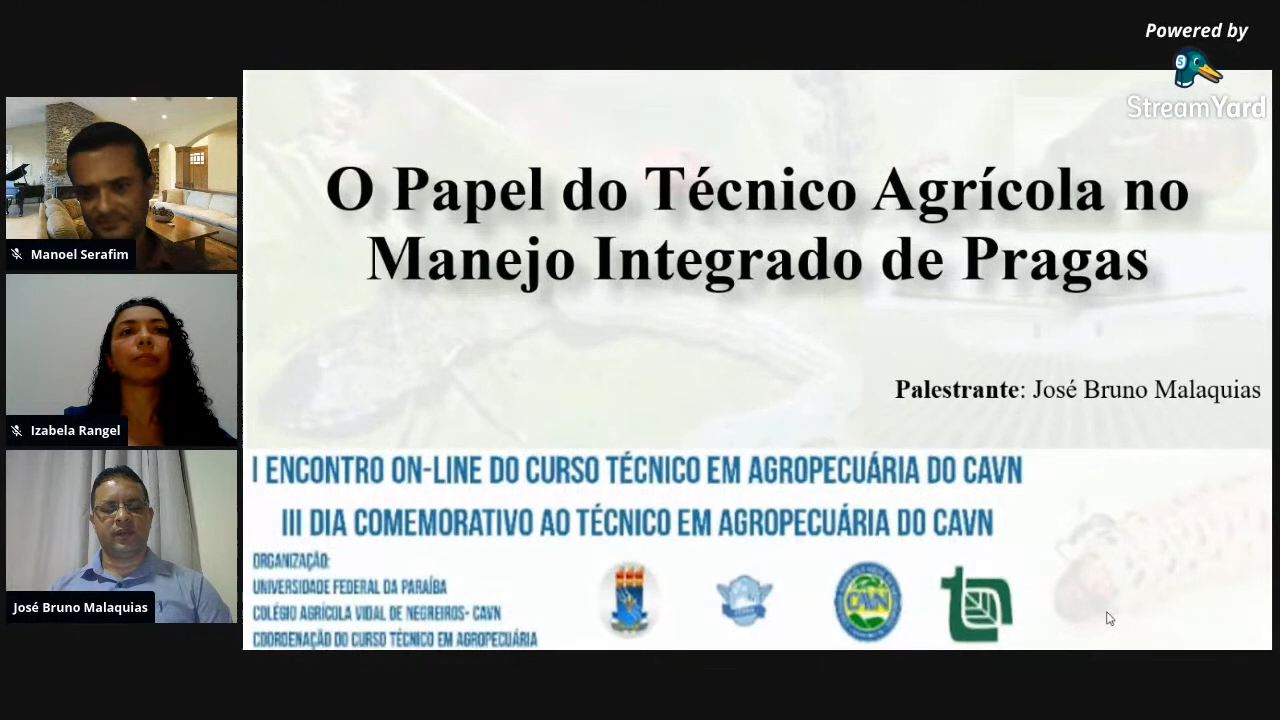 Powered by
StreamYard
Manoel Serafim
Izabela Rangel
José Bruno Malaquias
O Papel do Técnico Agrícola no
Manejo Integrado de Pragas
Palestrante: José Bruno Malaquias
I ENCONTRO ON-LINE DO CURSO TÉCNICO EM AGROPECUÁRIA DO CAVN
III DIA COMEMORATIVO AO TÉCNICO EM AGROPECUÁRIA DO CAVN
ORGANIZAÇÃO:
UNIVERSIDADE FEDERAL DA PARAÍBA
COLÉGIO AGRÍCOLA VIDAL DE NEGREIROS- CAVN
COORDENAÇÃO DO CURSO TÉCNICO EM AGROPECUÁRIA
CAVN